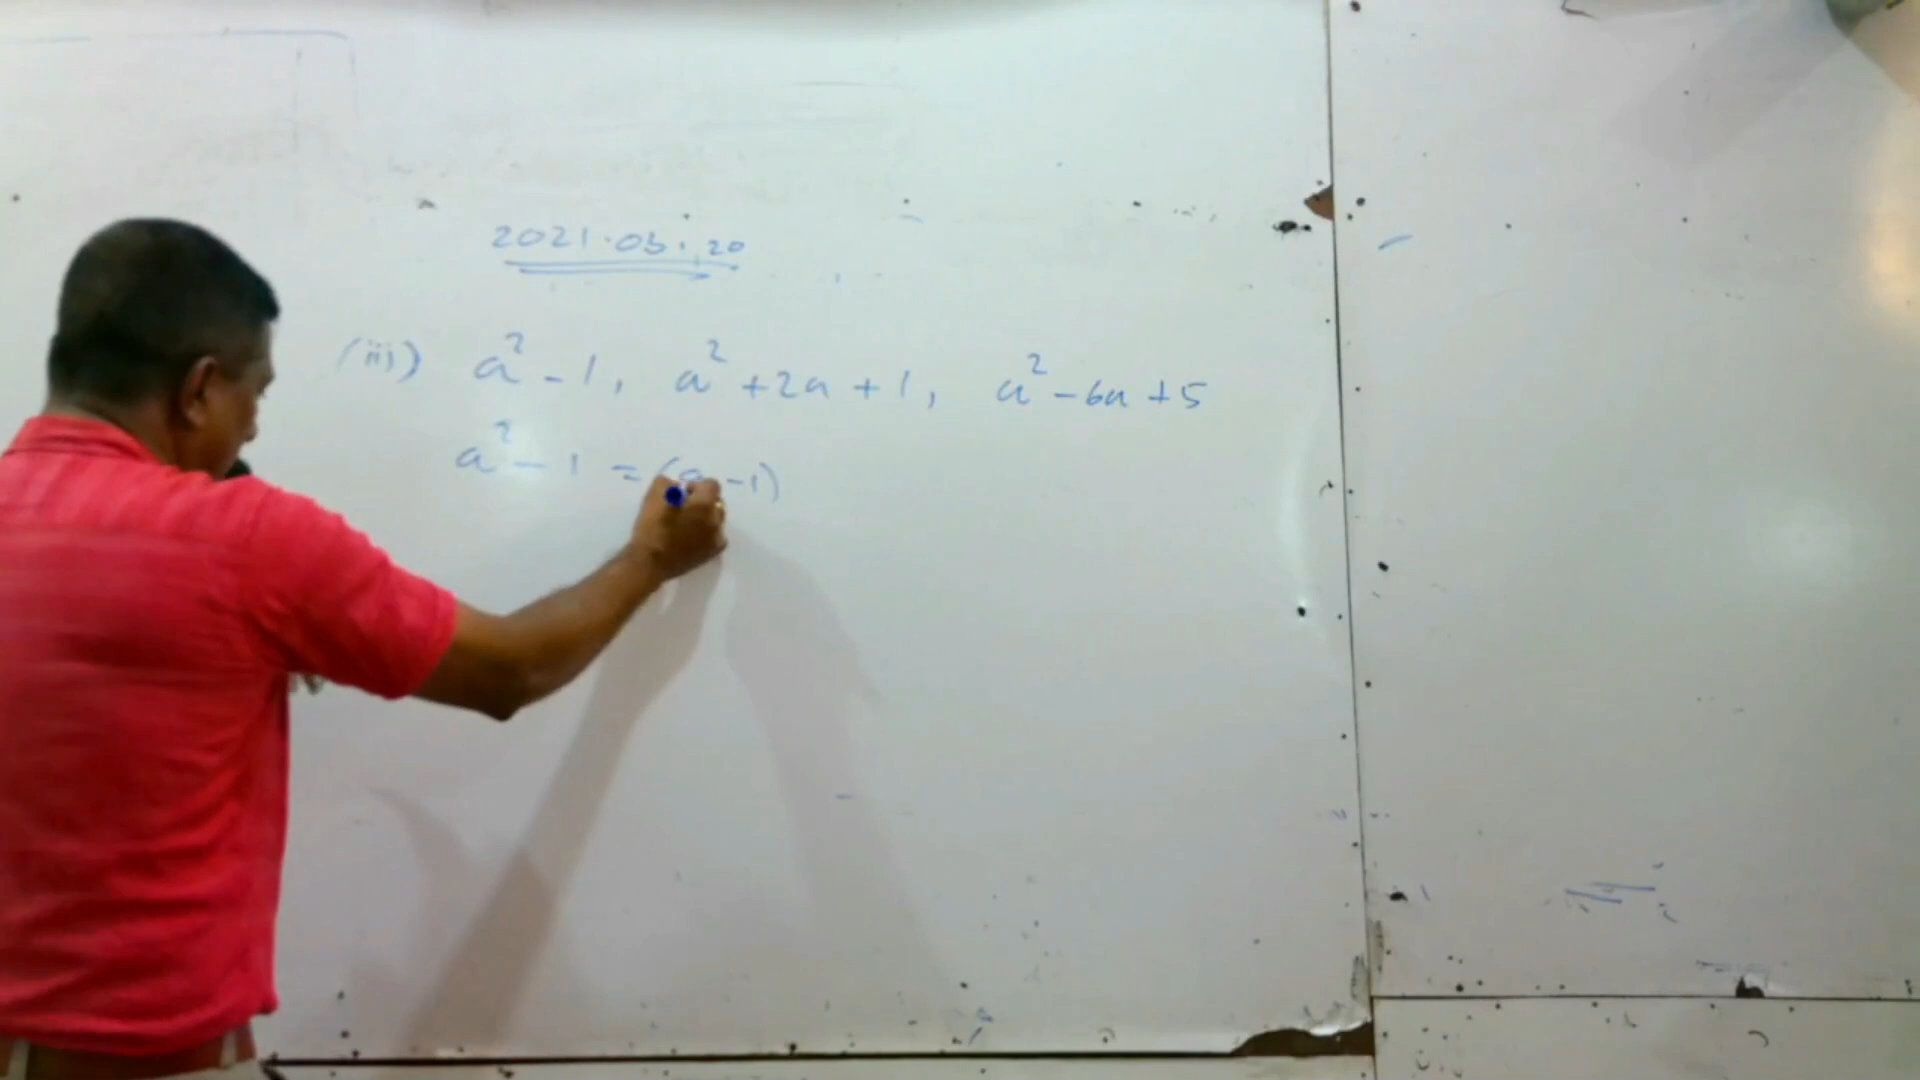 2021.05.20
(iii) a² - 1, a² + 2a + 1, a² - 6a + 5
a² - 1 = (a - 1)